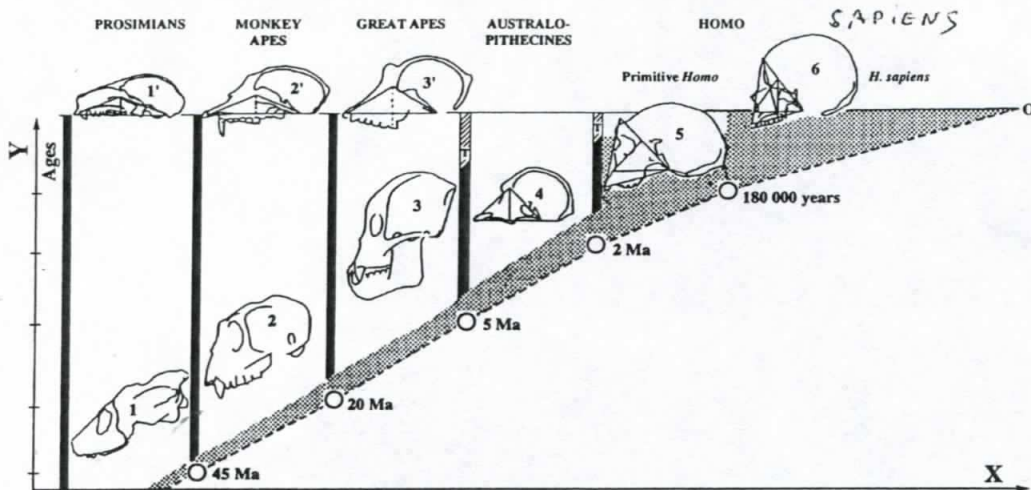 PROSIMIANS
MONKEY
APES
GREAT APES
AUSTRALO-
PITHECINES
HOMO
SAPiENS
Primitive Homo
H. sapiens
1'
2'
3'
6
5
4
3
2
1
T
T
O
Y
Ages
180 000 years
2 Ma
5 Ma
20 Ma
45 Ma
X